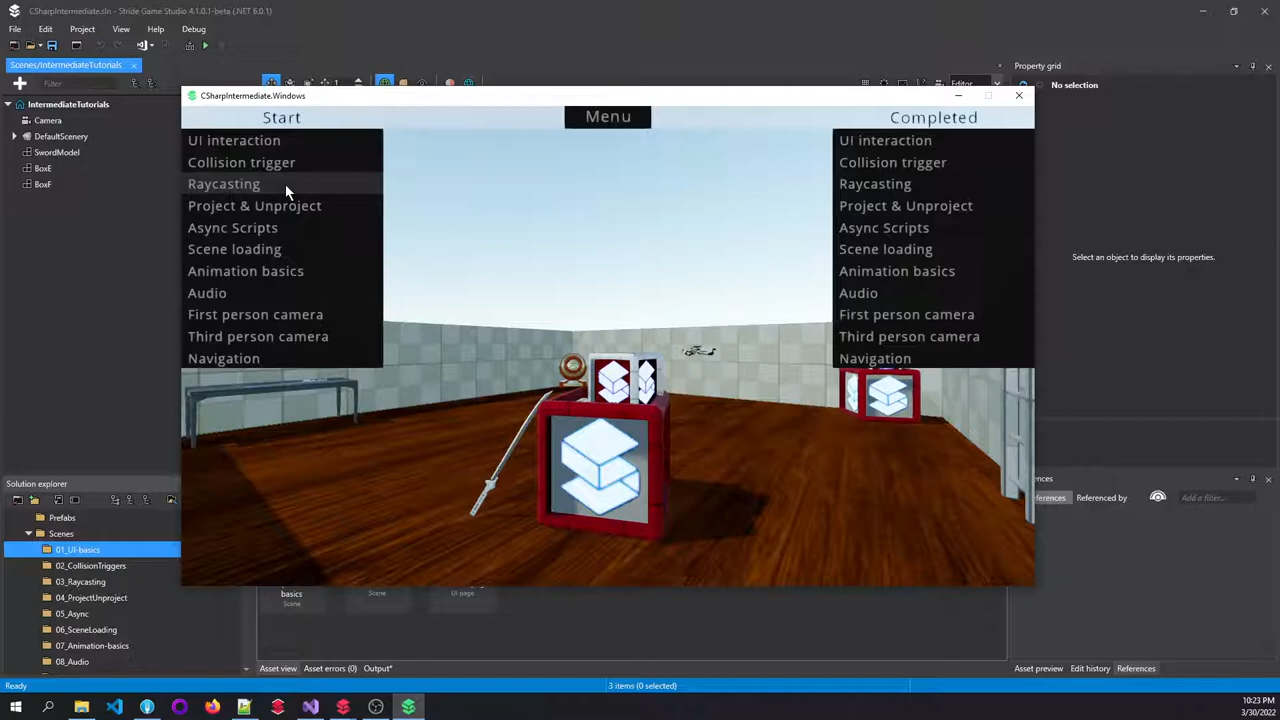 CSharpIntermediate.sln - Stride Game Studio 4.1.0.1-beta (.NET 6.0.1)
File Edit Project View Help Debug
Scenes/IntermediateTutorials
Filter
Editor
Property grid
No selection
IntermediateTutorials
Camera
DefaultScenery
SwordModel
BoxE
BoxF
CSharpIntermediate.Windows
Start Menu Completed
UI interaction
Collision trigger
Raycasting
Project & Unproject
Async Scripts
Scene loading
Animation basics
Audio
First person camera
Third person camera
Navigation
UI interaction
Collision trigger
Raycasting
Project & Unproject
Async Scripts
Scene loading
Animation basics
Audio
First person camera
Third person camera
Navigation
Select an object to display its properties.
Solution explorer
Prefabs
Scenes
01_UI-basics
02_CollisionTriggers
03_Raycasting
04_ProjectUnproject
05_Async
06_SceneLoading
07_Animation-basics
08_Audio
basics
Scene
Scene
UI page
Referenced by
Add a filter...
Asset view Asset errors (0) Output*
Asset preview Edit history References
Ready
3 items (0 selected)
10:23 PM
3/30/2022